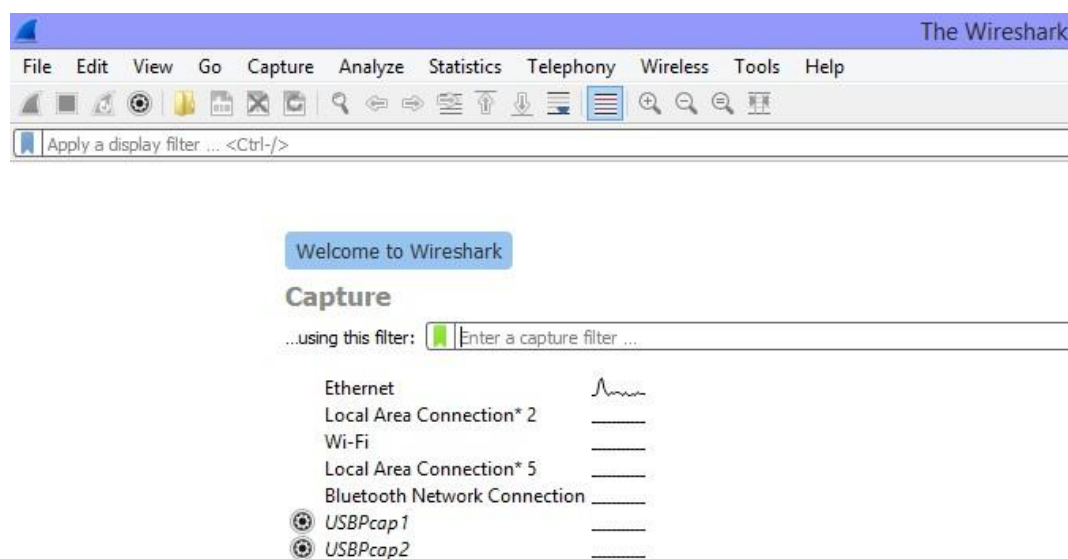 The Wireshark
File Edit View Go Capture Analyze Statistics Telephony Wireless Tools Help
Apply a display filter ... <Ctrl-/>
Welcome to Wireshark
Capture
...using this filter: Enter a capture filter ...
Ethernet
Local Area Connection* 2
Wi-Fi
Local Area Connection* 5
Bluetooth Network Connection
USBPcap1
USBPcap2